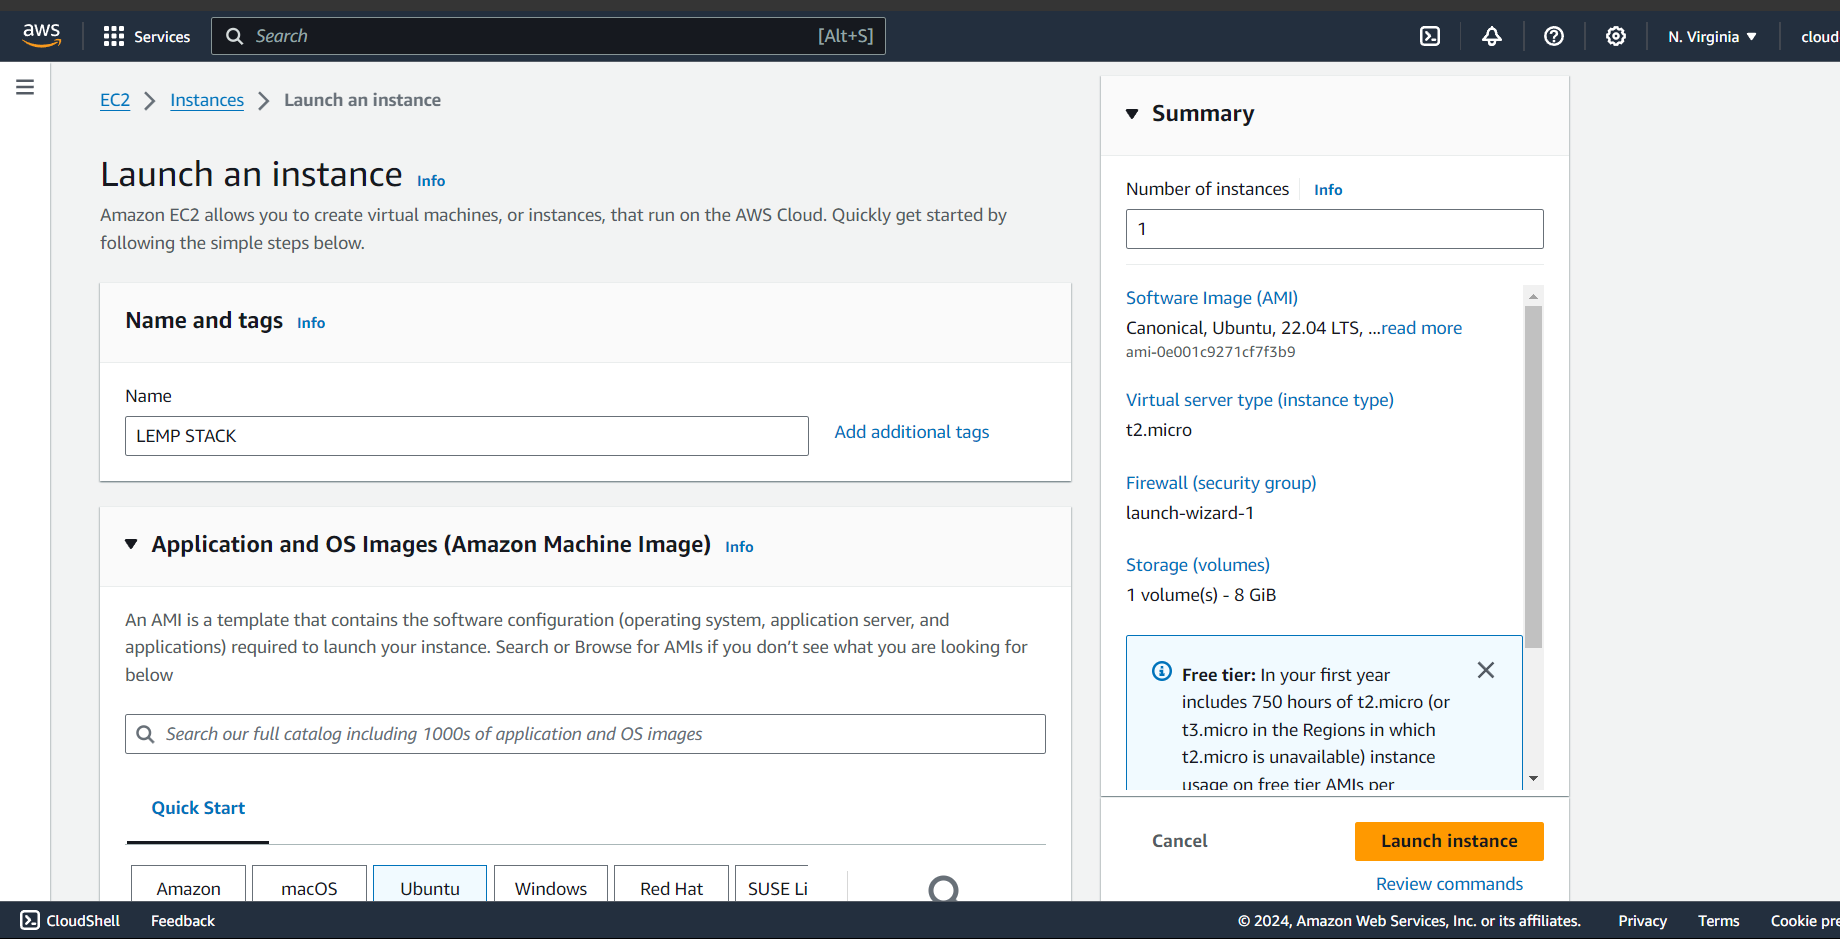 aws
Services
Search
[Alt+S]
N. Virginia
cloud
EC2 > Instances > Launch an instance
Launch an instance Info
Amazon EC2 allows you to create virtual machines, or instances, that run on the AWS Cloud. Quickly get started by
following the simple steps below.
Name and tags Info
Name
LEMP STACK
Add additional tags
Application and OS Images (Amazon Machine Image) Info
An AMI is a template that contains the software configuration (operating system, application server, and
applications) required to launch your instance. Search or Browse for AMIs if you don’t see what you are looking for
below
Search our full catalog including 1000s of application and OS images
Quick Start
Amazon
macOS
Ubuntu
Windows
Red Hat
SUSE Li
Summary
Number of instances Info
1
Software Image (AMI)
Canonical, Ubuntu, 22.04 LTS, ...read more
ami-0e001c9271cf7f3b9
Virtual server type (instance type)
t2.micro
Firewall (security group)
launch-wizard-1
Storage (volumes)
1 volume(s) - 8 GiB
Free tier: In your first year
includes 750 hours of t2.micro (or
t3.micro in the Regions in which
t2.micro is unavailable) instance
usage on free tier AMIs per
Cancel
Launch instance
Review commands
CloudShell
Feedback
© 2024, Amazon Web Services, Inc. or its affiliates.
Privacy
Terms
Cookie pre